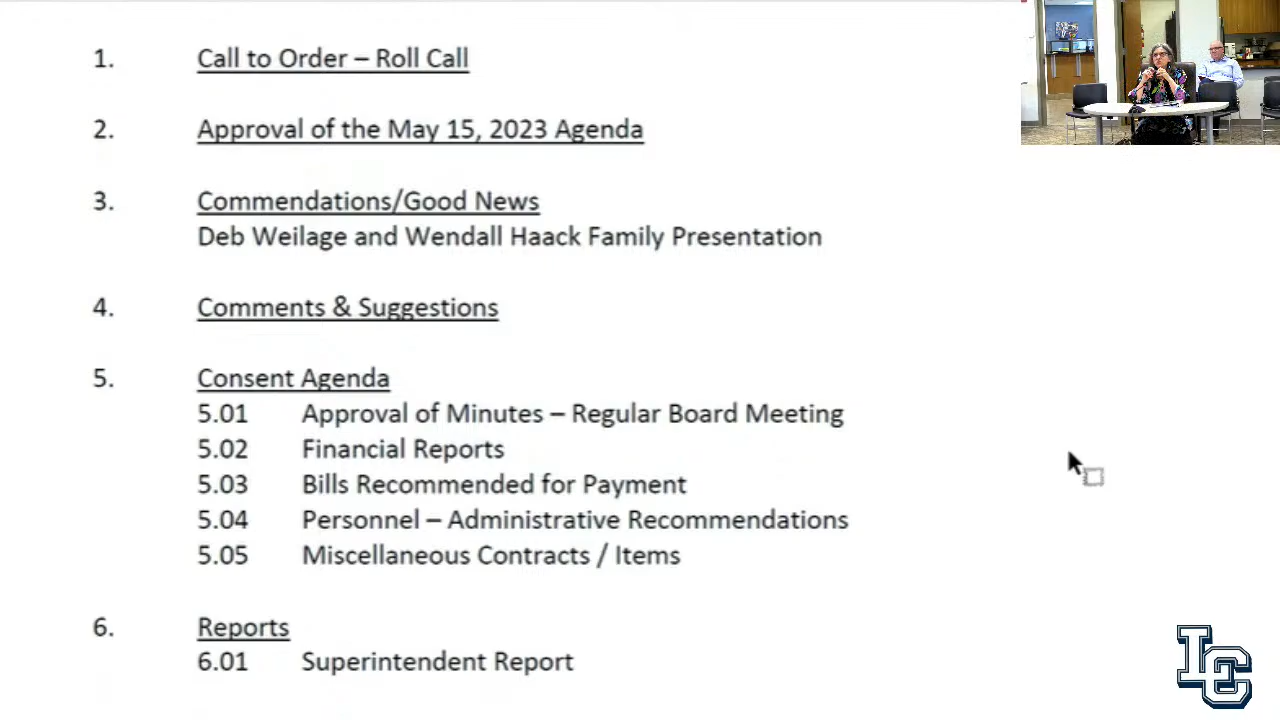 1. Call to Order – Roll Call
2. Approval of the May 15, 2023 Agenda
3. Commendations/Good News
Deb Weilage and Wendall Haack Family Presentation
4. Comments & Suggestions
5. Consent Agenda
5.01 Approval of Minutes – Regular Board Meeting
5.02 Financial Reports
5.03 Bills Recommended for Payment
5.04 Personnel – Administrative Recommendations
5.05 Miscellaneous Contracts / Items
6. Reports
6.01 Superintendent Report
LC